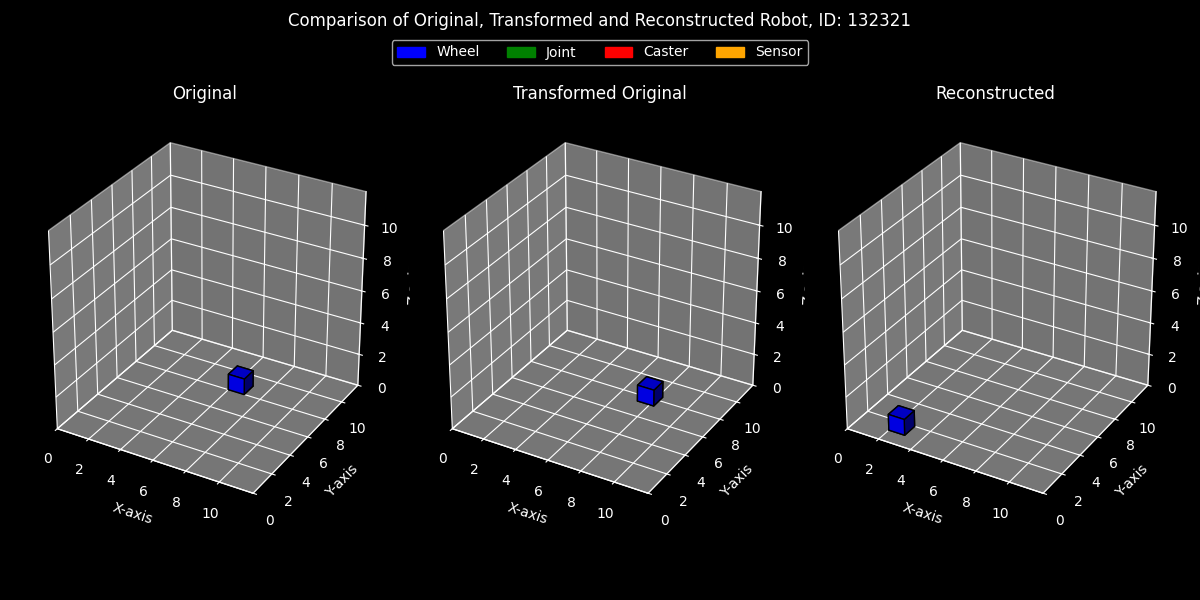 Comparison of Original, Transformed and Reconstructed Robot, ID: 132321
Wheel Joint Caster Sensor
Original
10
8
6
4
2
0
0 2 4 6 8 10
X-axis
0 2 4 6 8 10
Y-axis
Transformed Original
10
8
6
4
2
0
0 2 4 6 8 10
X-axis
0 2 4 6 8 10
Y-axis
Reconstructed
10
8
6
4
2
0
0 2 4 6 8 10
X-axis
0 2 4 6 8 10
Y-axis